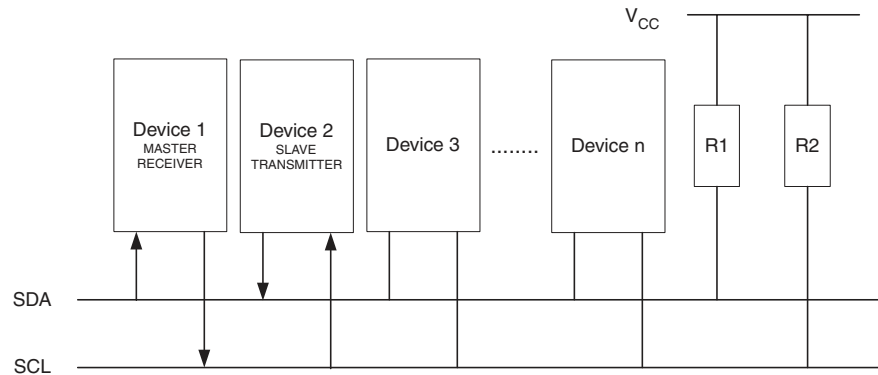 V_CC
Device 1
MASTER
RECEIVER
Device 2
SLAVE
TRANSMITTER
Device 3
........
Device n
R1
R2
SDA
SCL